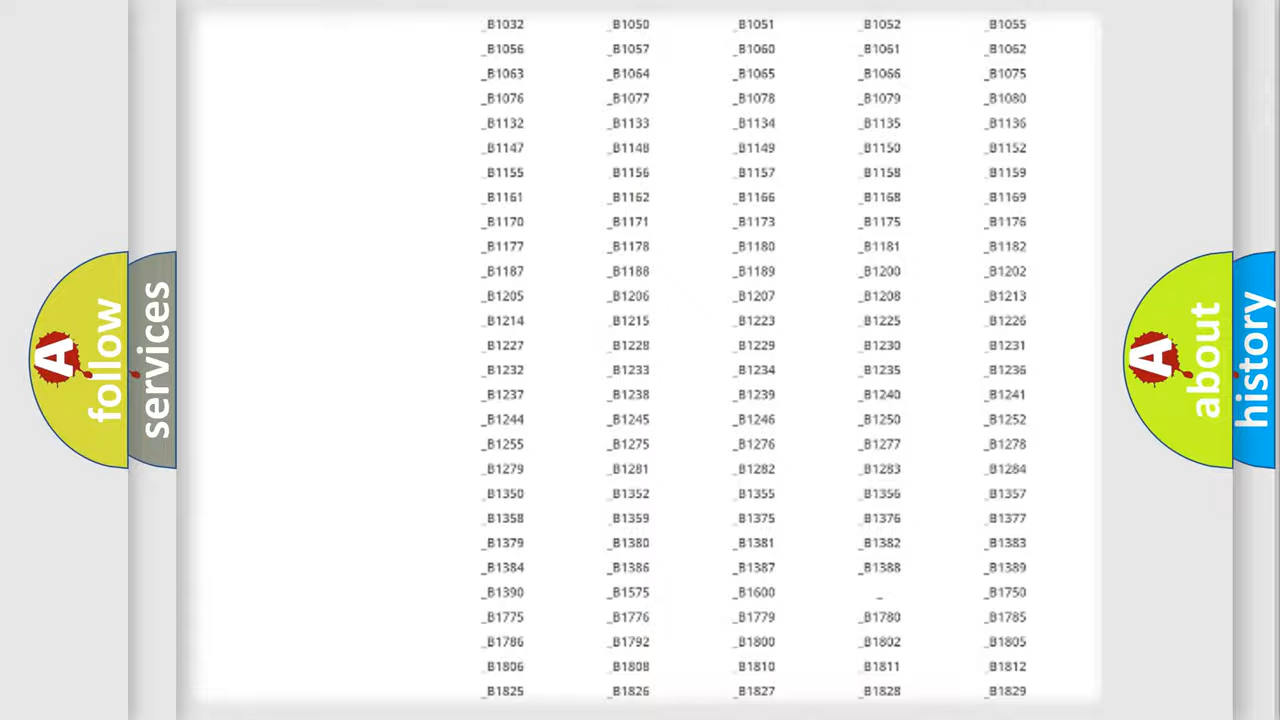 _B1032 _B1050 _B1051 _B1052 _B1055
_B1056 _B1057 _B1060 _B1061 _B1062
_B1063 _B1064 _B1065 _B1066 _B1075
_B1076 _B1077 _B1078 _B1079 _B1080
_B1132 _B1133 _B1134 _B1135 _B1136
_B1147 _B1148 _B1149 _B1150 _B1152
_B1155 _B1156 _B1157 _B1158 _B1159
_B1161 _B1162 _B1166 _B1168 _B1169
_B1170 _B1171 _B1173 _B1175 _B1176
_B1177 _B1178 _B1180 _B1181 _B1182
_B1187 _B1188 _B1189 _B1200 _B1202
_B1205 _B1206 _B1207 _B1208 _B1213
_B1214 _B1215 _B1223 _B1225 _B1226
_B1227 _B1228 _B1229 _B1230 _B1231
_B1232 _B1233 _B1234 _B1235 _B1236
_B1237 _B1238 _B1239 _B1240 _B1241
_B1244 _B1245 _B1246 _B1250 _B1252
_B1255 _B1275 _B1276 _B1277 _B1278
_B1279 _B1281 _B1282 _B1283 _B1284
_B1350 _B1352 _B1355 _B1356 _B1357
_B1358 _B1359 _B1375 _B1376 _B1377
_B1379 _B1380 _B1381 _B1382 _B1383
_B1384 _B1386 _B1387 _B1388 _B1389
_B1390 _B1575 _B1600 _ _B1750
_B1775 _B1776 _B1779 _B1780 _B1785
_B1786 _B1792 _B1800 _B1802 _B1805
_B1806 _B1808 _B1810 _B1811 _B1812
_B1825 _B1826 _B1827 _B1828 _B1829
A
follow
services
A
about
history